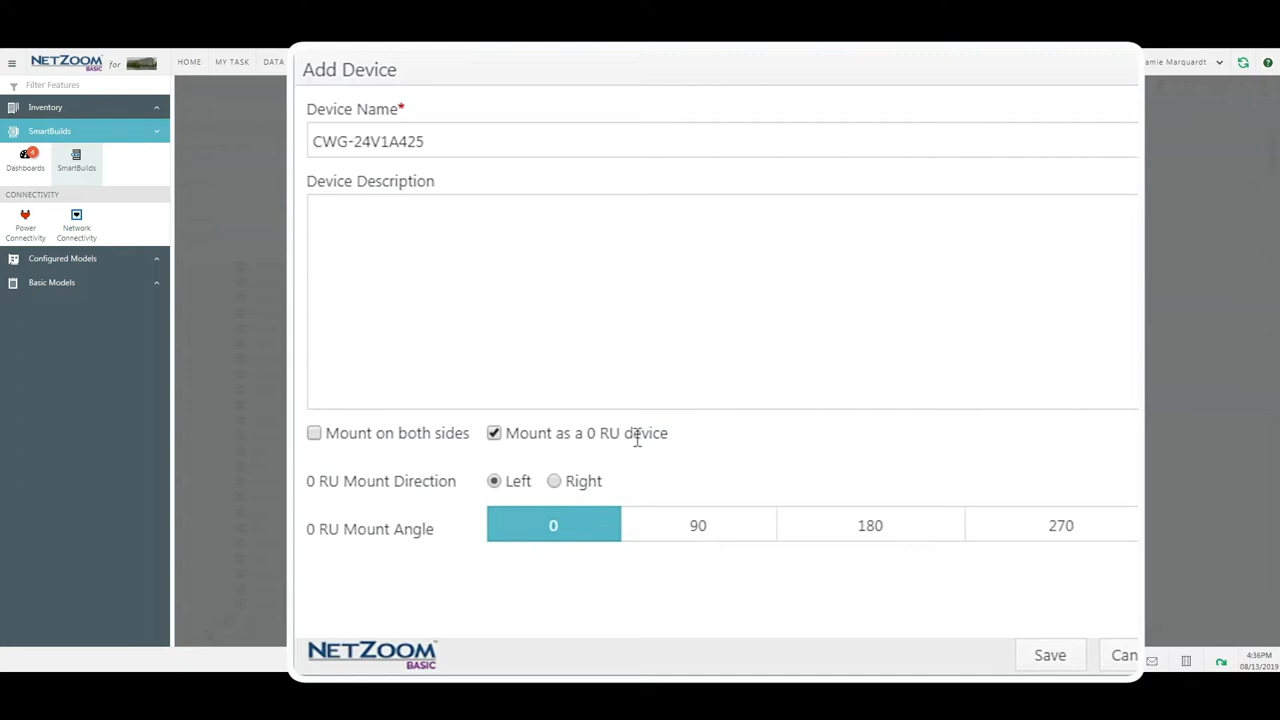 NETZOOM BASIC for
HOME MY TASK DATA
amie Marquardt
Filter Features
Inventory
SmartBuilds
4
Dashboards SmartBuilds
CONNECTIVITY
Power Connectivity
Network Connectivity
Configured Models
Basic Models
Add Device
Device Name*
CWG-24V1A425
Device Description
Mount on both sides Mount as a 0 RU device
0 RU Mount Direction Left Right
0 RU Mount Angle 0 90 180 270
NETZOOM BASIC
Save Can
4:36PM
08/13/2019